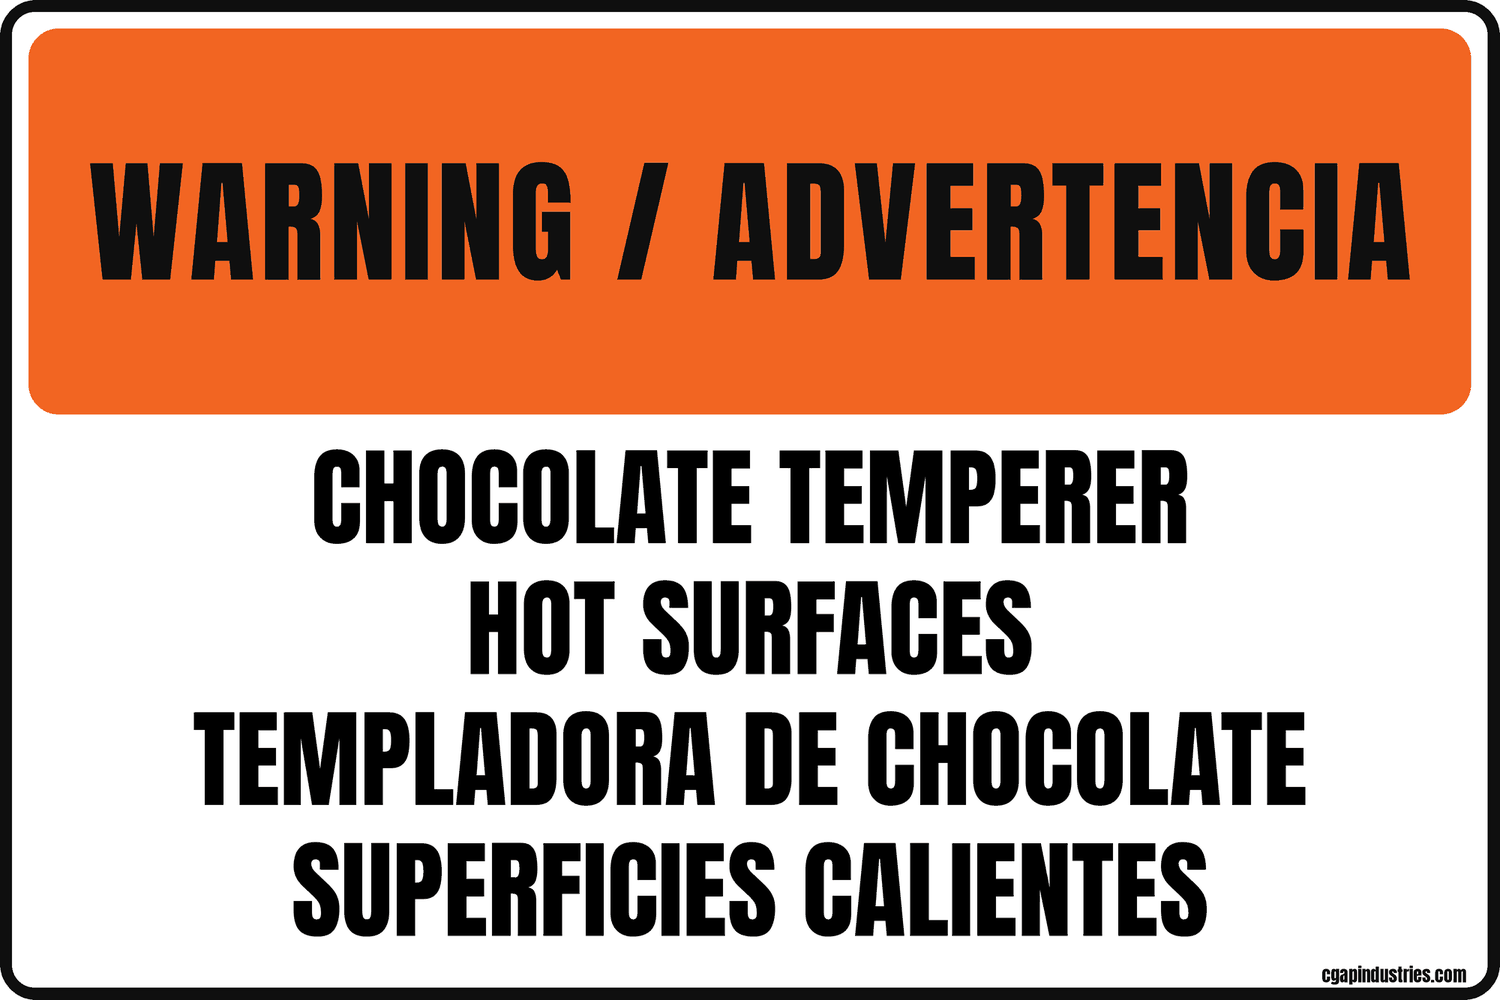 WARNING / ADVERTENCIA
CHOCOLATE TEMPERER
HOT SURFACES
TEMPLADORA DE CHOCOLATE
SUPERFICIES CALIENTES
cgapindustries.com